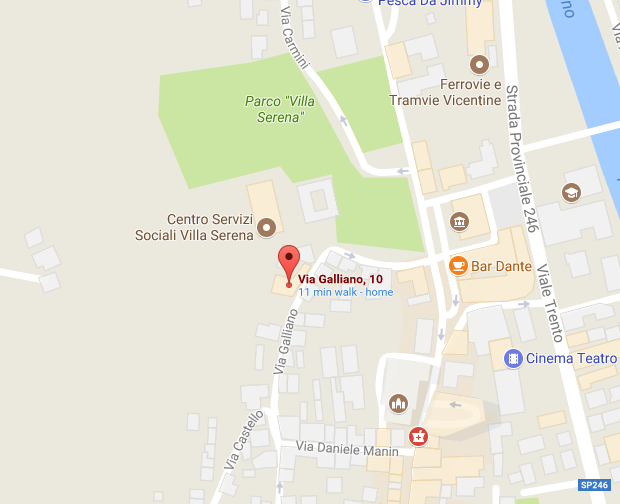 Pesca Da Jimmy
Via Carmini
Ferrovie e
Tramvie Vicentine
Parco "Villa
Serena"
Strada Provinciale 246
Centro Servizi
Sociali Villa Serena
Bar Dante
Via Galliano, 10
11 min walk - home
Via Galliano
Viale Trento
Cinema Teatro
Via Castello
Via Daniele Manin
SP246